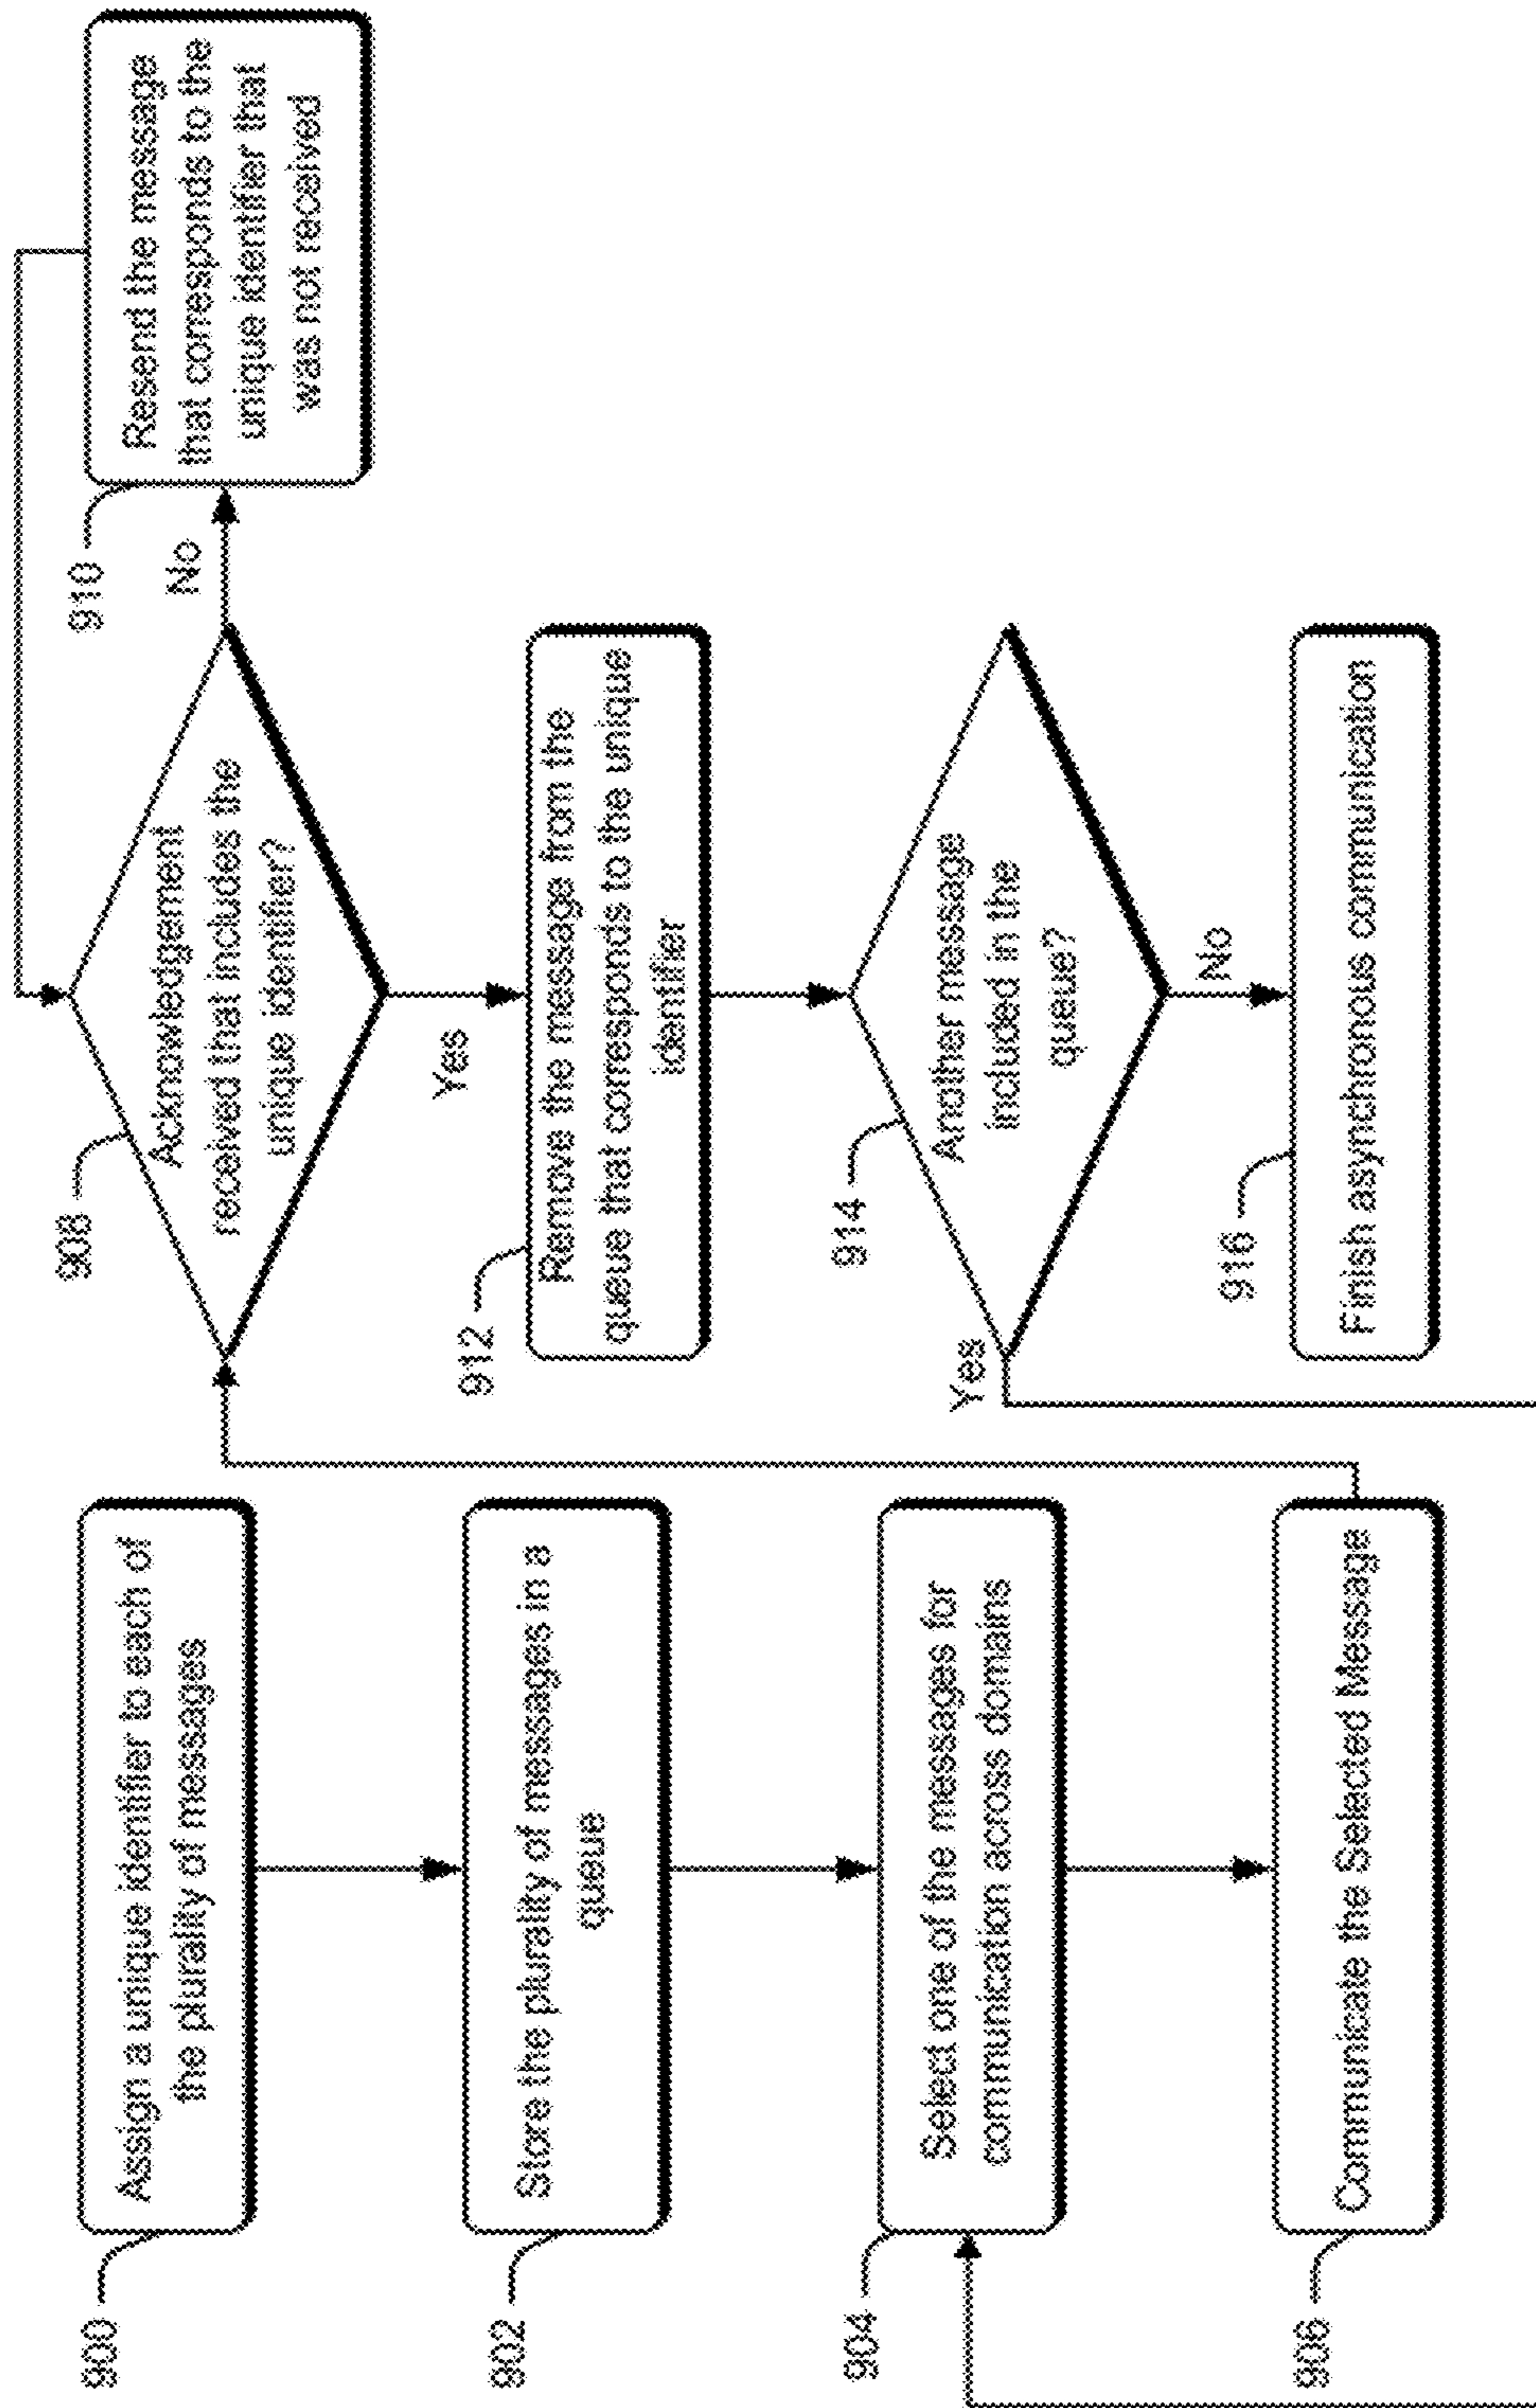 900
Assign a unique identifier to each of
the plurality of messages
902
Store the plurality of messages in a
queue
904
Select one of the messages for
communication across domains
906
Communicate the Selected Message
908
Acknowledgement
received that includes the
unique identifier?
No
910
Resend the message
that corresponds to the
unique identifier that
was not received
Yes
912
Remove the message from the
queue that corresponds to the unique
identifier
914
Another message
included in the
queue?
Yes
No
916
Finish asynchronous communication